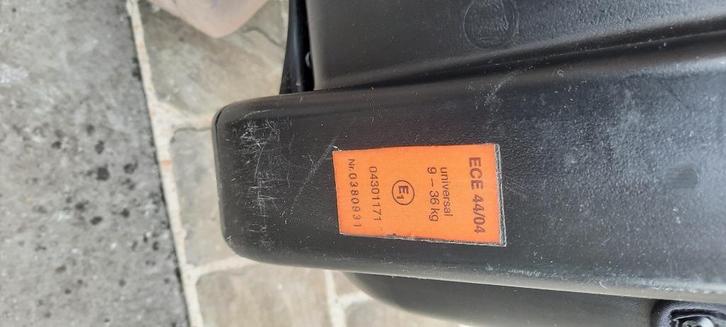 ECE 44/04
universal
9 – 36 kg
E1
04301171
Nr. 0380931